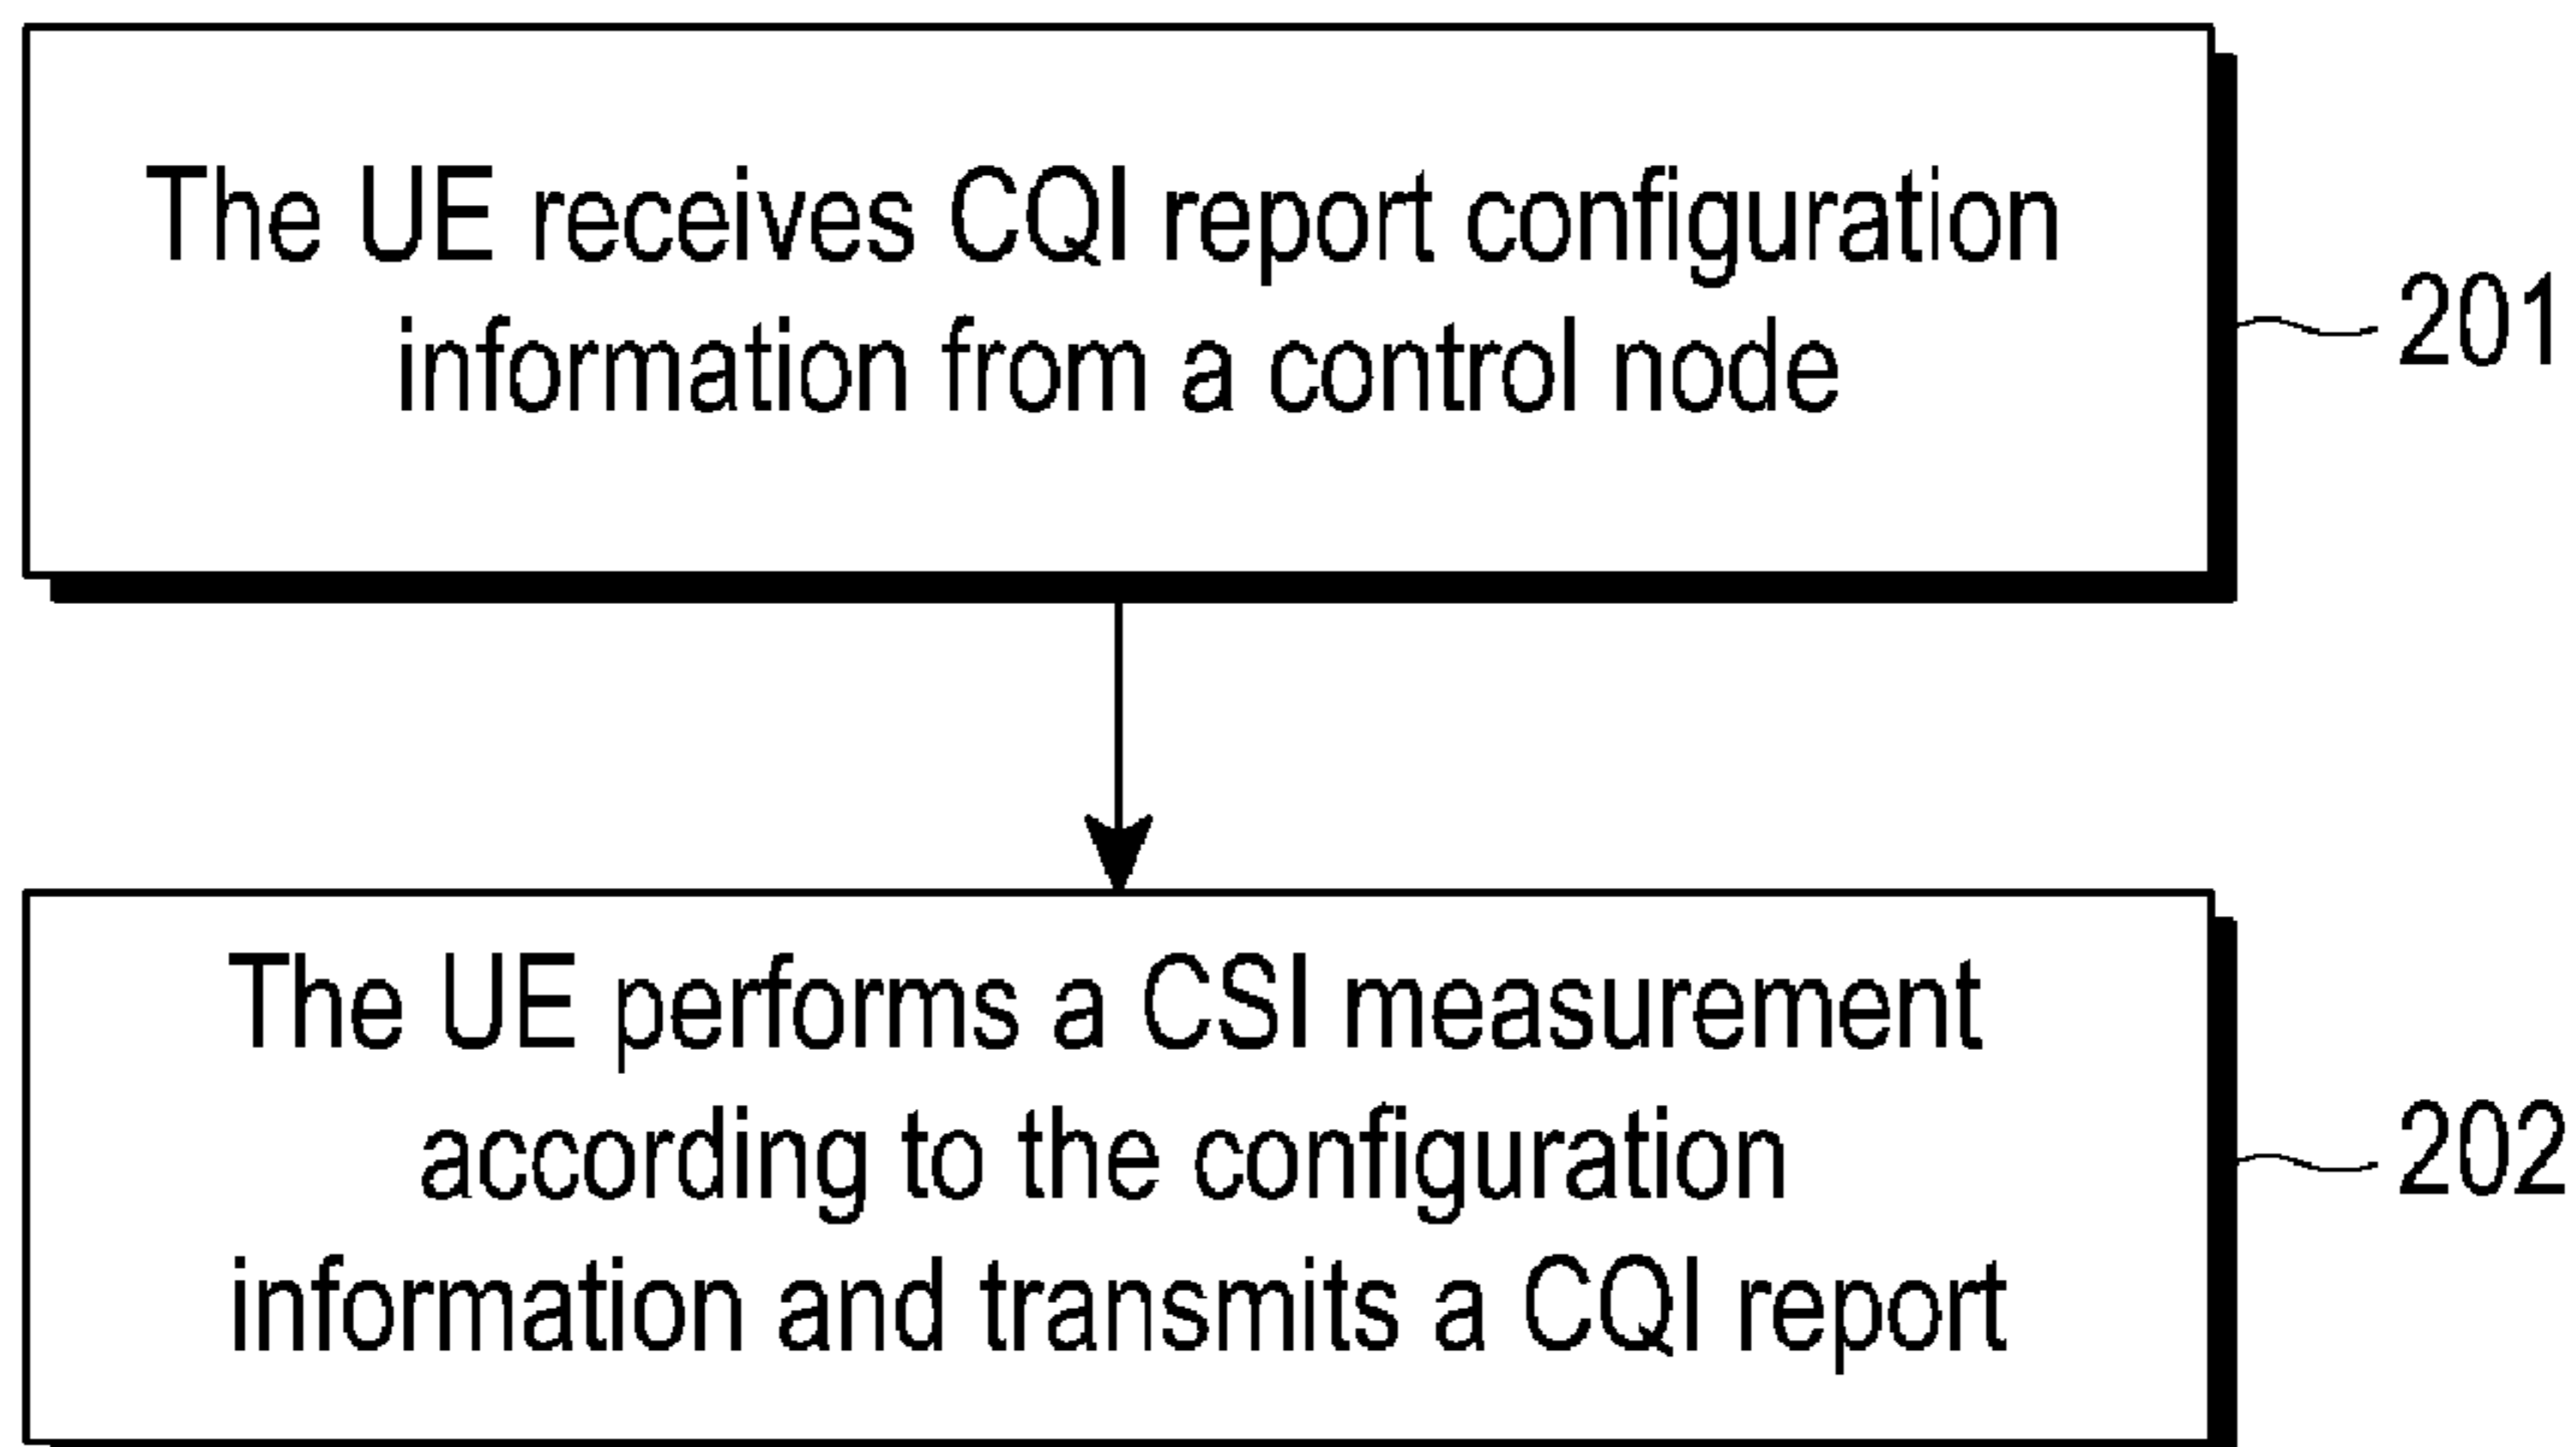 The UE receives CQI report configuration
information from a control node
201
The UE performs a CSI measurement
according to the configuration
information and transmits a CQI report
202